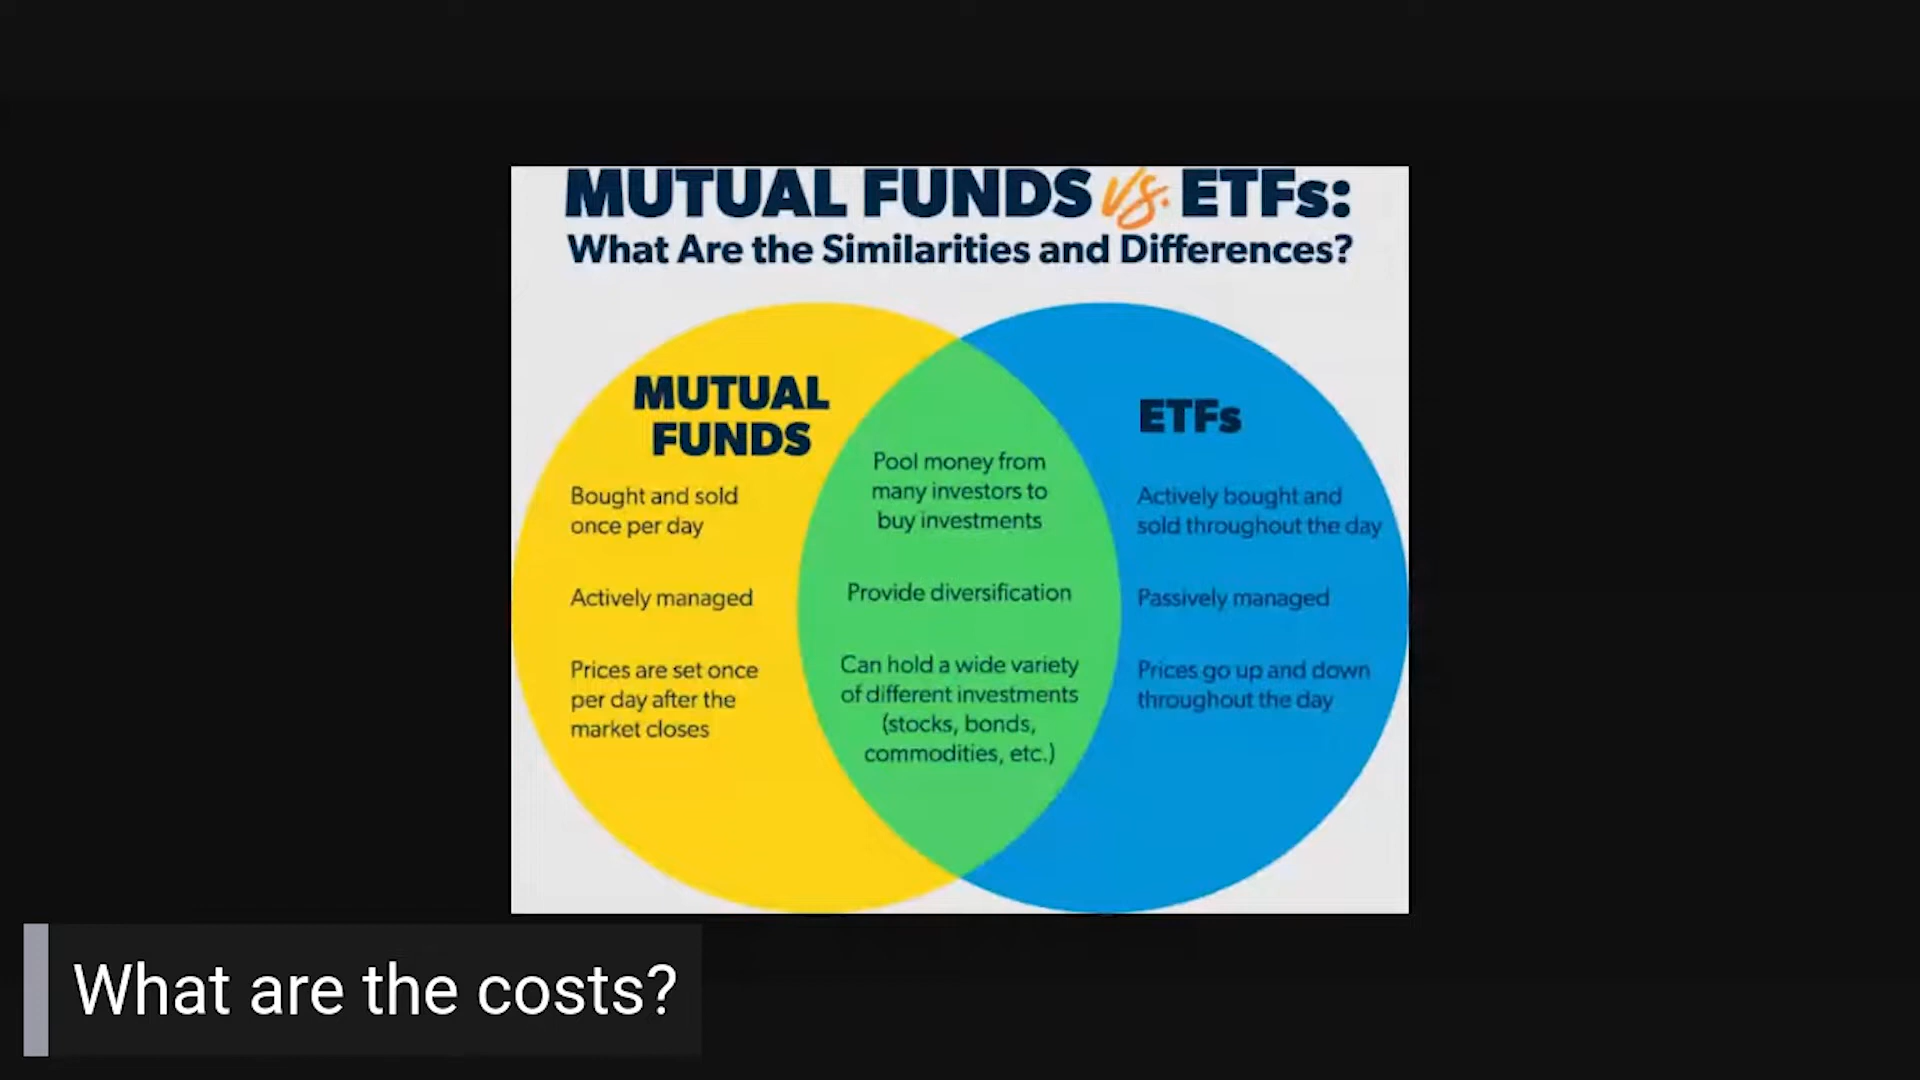 MUTUAL FUNDS vs. ETFs:
What Are the Similarities and Differences?
MUTUAL
FUNDS
Bought and sold
once per day
Actively managed
Prices are set once
per day after the
market closes
Pool money from
many investors to
buy investments
Provide diversification
Can hold a wide variety
of different investments
(stocks, bonds,
commodities, etc.)
ETFs
Actively bought and
sold throughout the day
Passively managed
Prices go up and down
throughout the day
What are the costs?